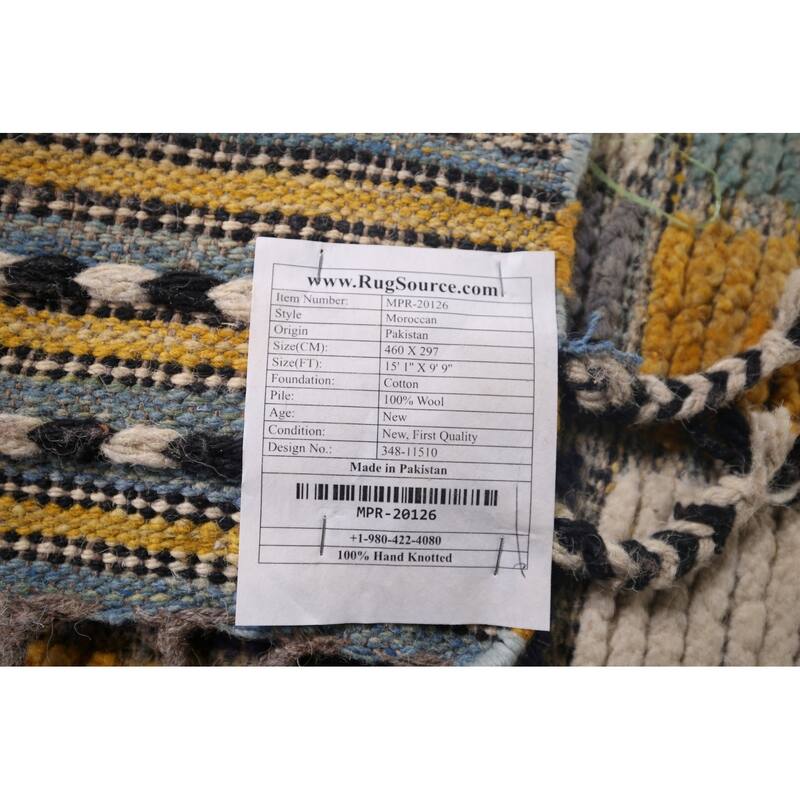 www.RugSource.com
Item Number: MPR-20126
Style Moroccan
Origin Pakistan
Size(CM): 460 X 297
Size(FT): 15' 1" X 9' 9"
Foundation: Cotton
Pile: 100% Wool
Age: New
Condition: New, First Quality
Design No.: 348-11510
Made in Pakistan
MPR-20126
+1-980-422-4080
100% Hand Knotted